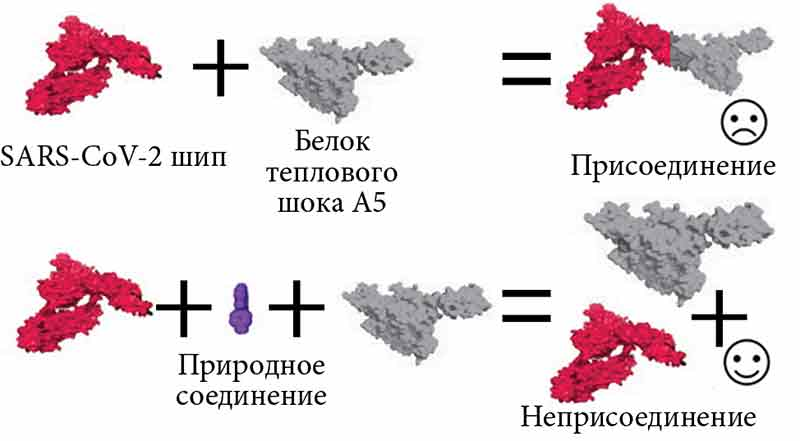 SARS-CoV-2 шип
Белок
теплового
шока А5
Присоединение
Природное
соединение
Неприсоединение